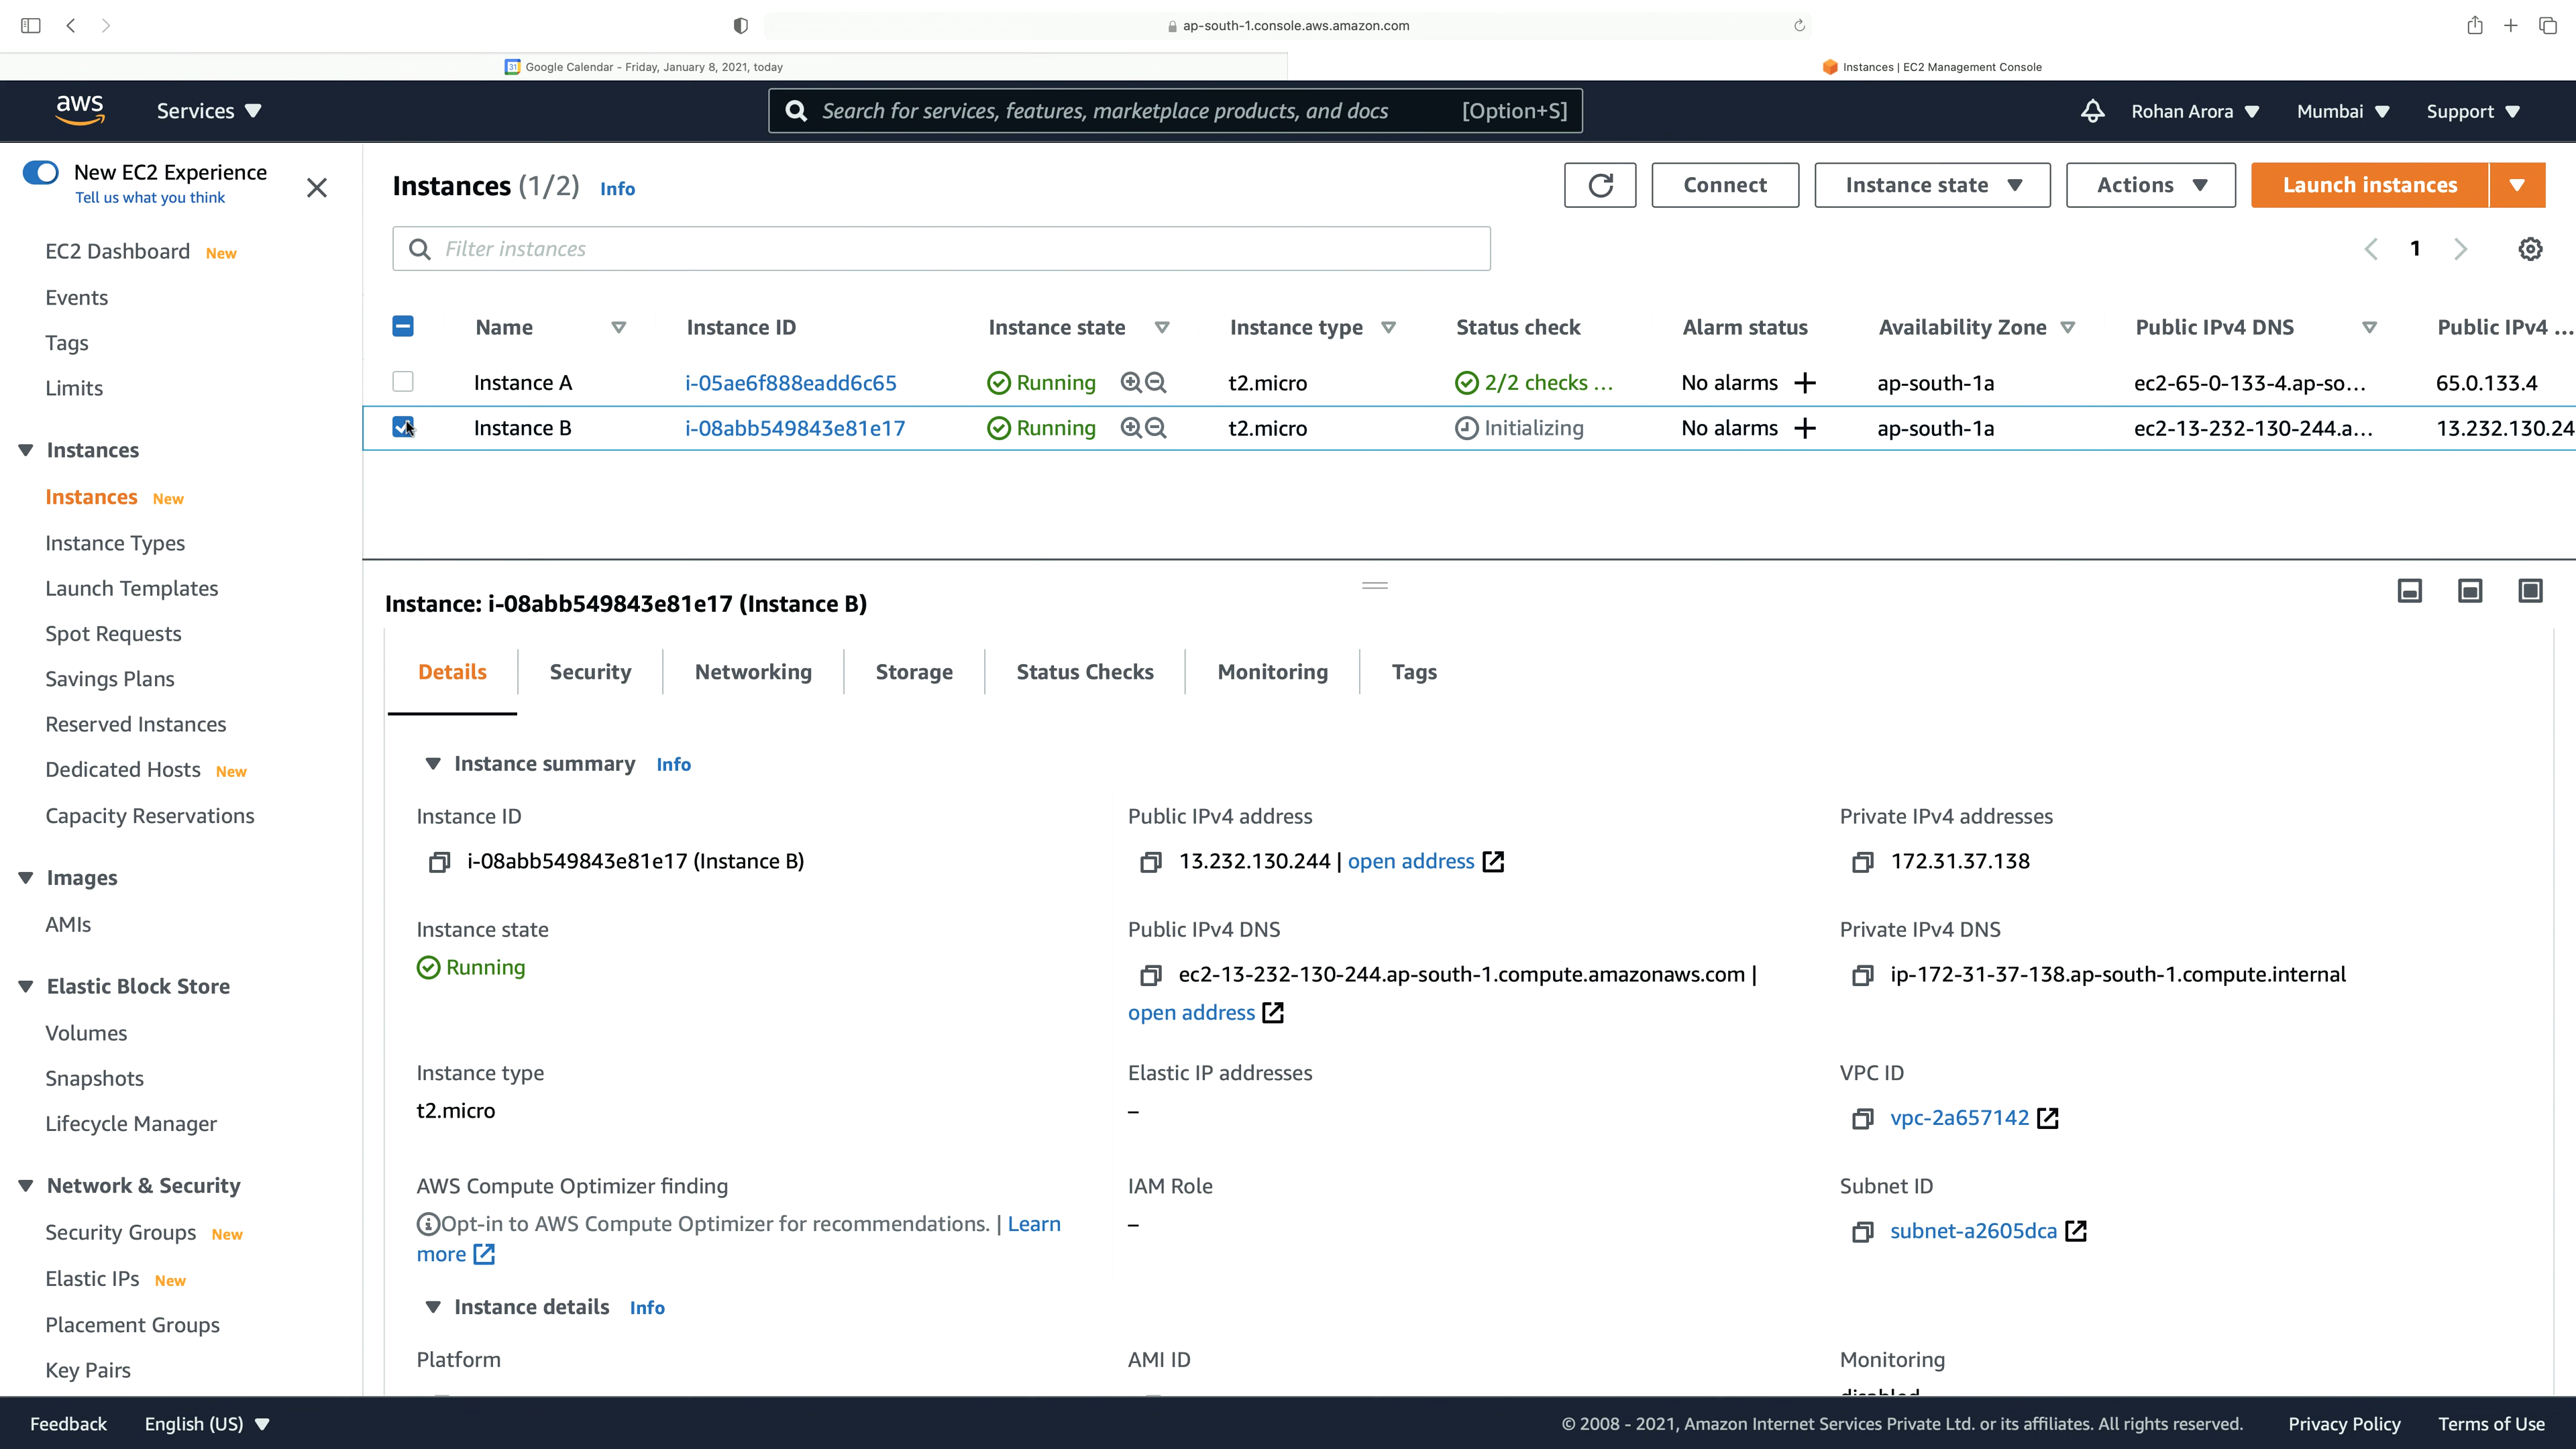 ap-south-1.console.aws.amazon.com
Google Calendar - Friday, January 8, 2021, today
Instances | EC2 Management Console
aws
Services
Search for services, features, marketplace products, and docs [Option+S]
Rohan Arora
Mumbai
Support
New EC2 Experience
Tell us what you think
EC2 Dashboard New
Events
Tags
Limits
Instances
Instances New
Instance Types
Launch Templates
Spot Requests
Savings Plans
Reserved Instances
Dedicated Hosts New
Capacity Reservations
Images
AMIs
Elastic Block Store
Volumes
Snapshots
Lifecycle Manager
Network & Security
Security Groups New
Elastic IPs New
Placement Groups
Key Pairs
Instances (1/2) Info
Connect
Instance state
Actions
Launch instances
Filter instances
1
Name Instance ID Instance state Instance type Status check Alarm status Availability Zone Public IPv4 DNS Public IPv4 ...
Instance A i-05ae6f888eadd6c65 Running t2.micro 2/2 checks ... No alarms ap-south-1a ec2-65-0-133-4.ap-so... 65.0.133.4
Instance B i-08abb549843e81e17 Running t2.micro Initializing No alarms ap-south-1a ec2-13-232-130-244.a... 13.232.130.24
Instance: i-08abb549843e81e17 (Instance B)
Details Security Networking Storage Status Checks Monitoring Tags
Instance summary Info
Instance ID
i-08abb549843e81e17 (Instance B)
Public IPv4 address
13.232.130.244 | open address
Private IPv4 addresses
172.31.37.138
Instance state
Running
Public IPv4 DNS
ec2-13-232-130-244.ap-south-1.compute.amazonaws.com |
open address
Private IPv4 DNS
ip-172-31-37-138.ap-south-1.compute.internal
Instance type
t2.micro
Elastic IP addresses
–
VPC ID
vpc-2a657142
AWS Compute Optimizer finding
Opt-in to AWS Compute Optimizer for recommendations. | Learn
more
IAM Role
–
Subnet ID
subnet-a2605dca
Instance details Info
Platform
AMI ID
Monitoring
disabled
Feedback
English (US)
© 2008 - 2021, Amazon Internet Services Private Ltd. or its affiliates. All rights reserved.
Privacy Policy
Terms of Use